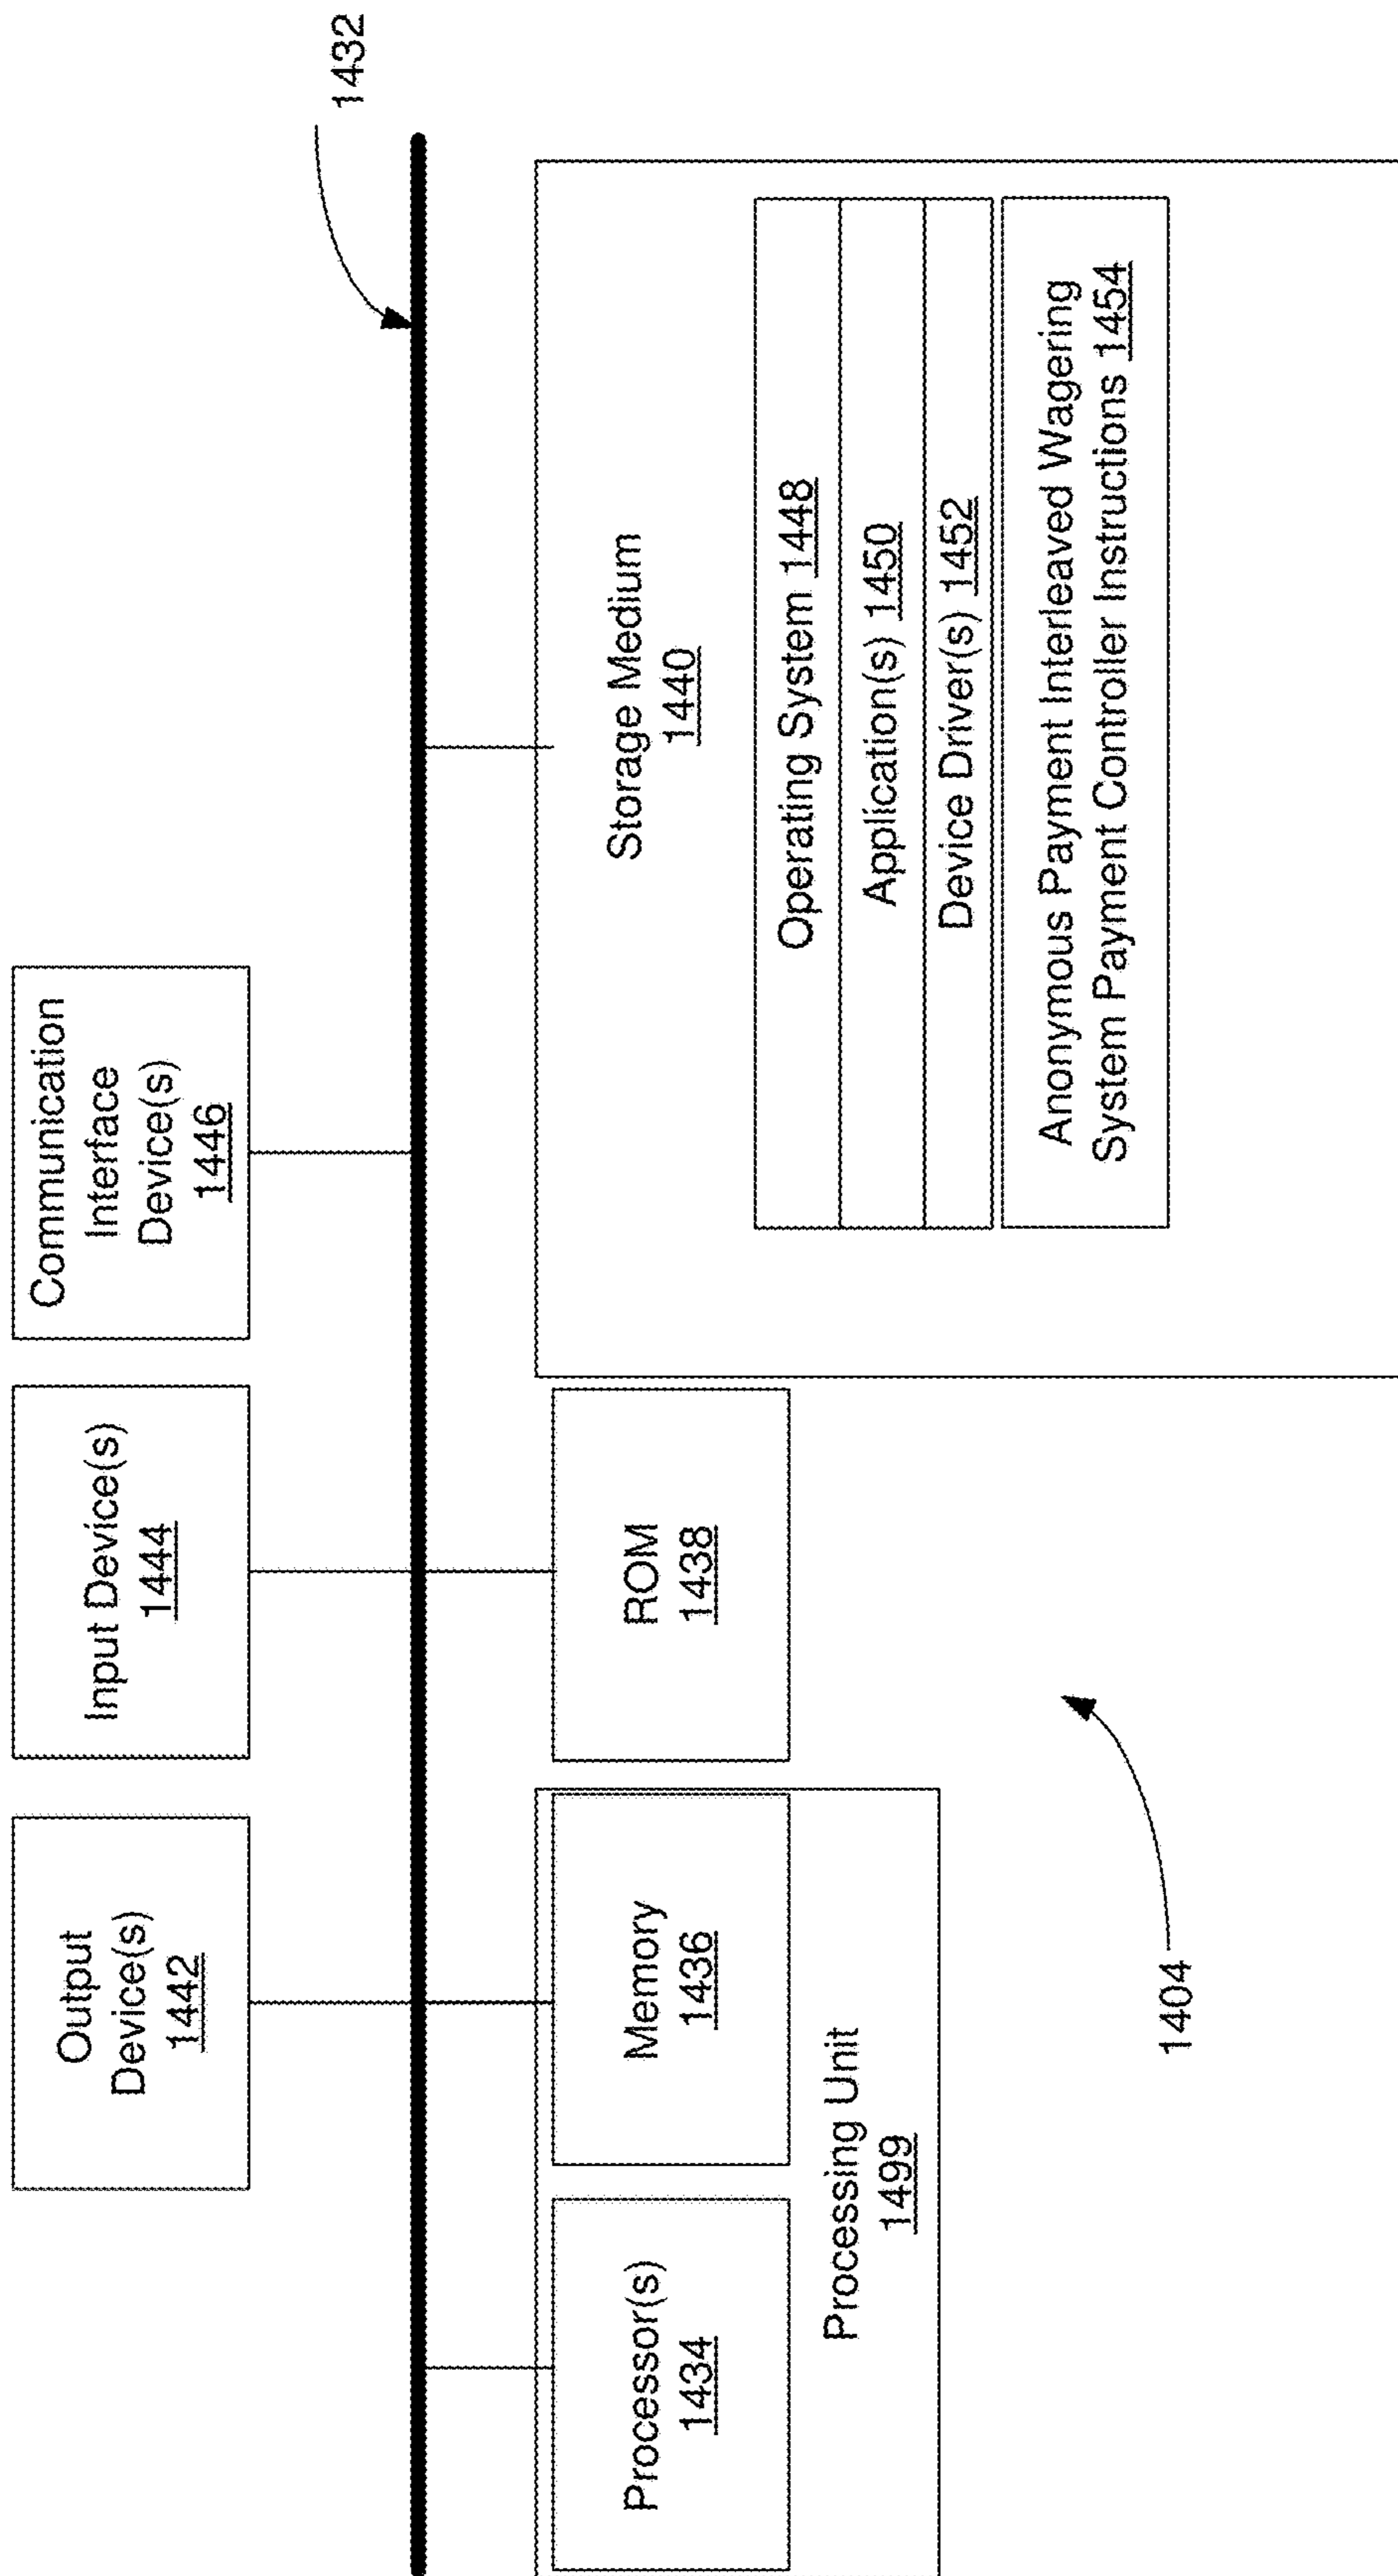 Output
Device(s)
1442
Input Device(s)
1444
Communication
Interface
Device(s)
1446
1432
Processor(s)
1434
Memory
1436
Processing Unit
1499
ROM
1438
Storage Medium
1440
Operating System 1448
Application(s) 1450
Device Driver(s) 1452
Anonymous Payment Interleaved Wagering
System Payment Controller Instructions 1454
1404